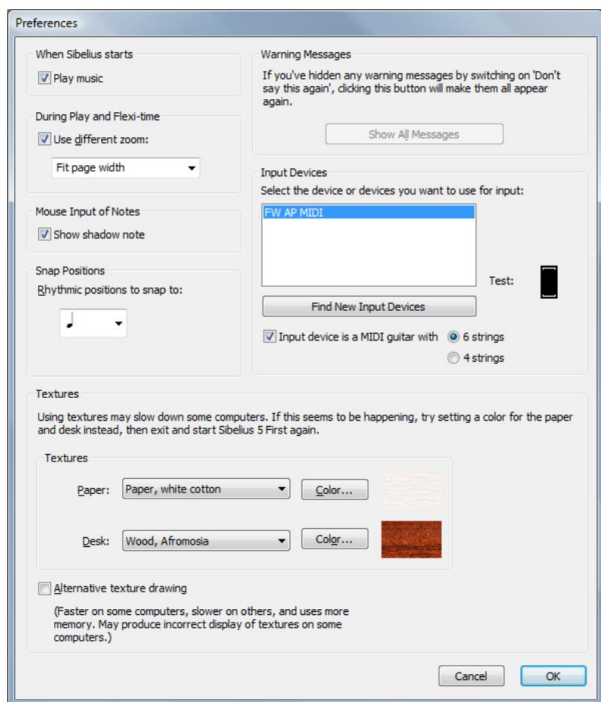 Preferences
When Sibelius starts
Play music
During Play and Flexi-time
Use different zoom:
Fit page width
Mouse Input of Notes
Show shadow note
Snap Positions
Rhythmic positions to snap to:
Warning Messages
If you've hidden any warning messages by switching on 'Don't
say this again', clicking this button will make them all appear
again.
Show All Messages
Input Devices
Select the device or devices you want to use for input:
FW AP MIDI
Test:
Find New Input Devices
Input device is a MIDI guitar with
6 strings
4 strings
Textures
Using textures may slow down some computers. If this seems to be happening, try setting a color for the paper
and desk instead, then exit and start Sibelius 5 First again.
Textures
Paper: Paper, white cotton Color...
Desk: Wood, Afromosia Color...
Alternative texture drawing
(Faster on some computers, slower on others, and uses more
memory. May produce incorrect display of textures on some
computers.)
Cancel OK